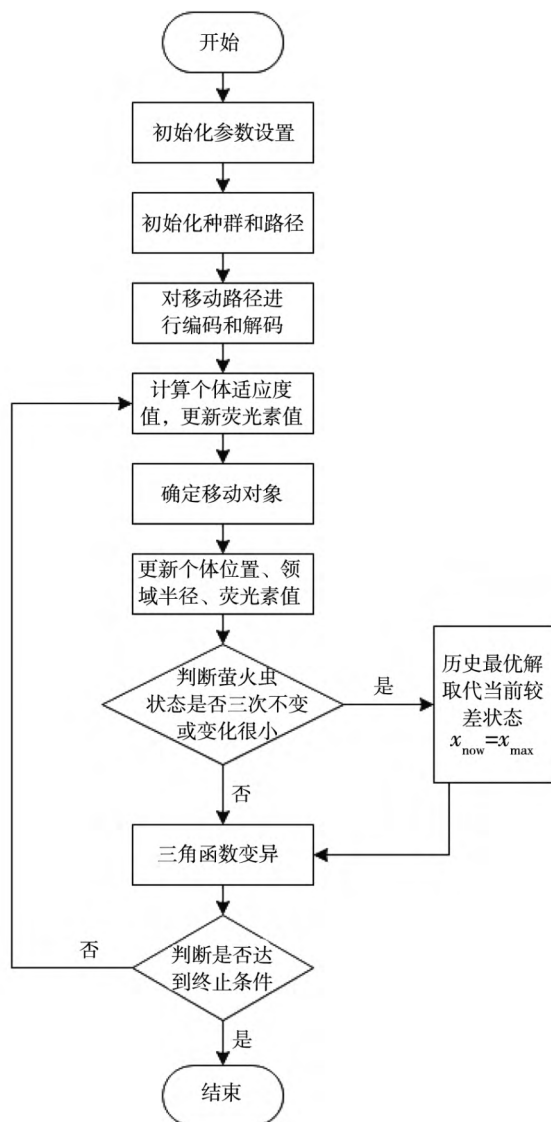 开始
初始化参数设置
初始化种群和路径
对移动路径进
行编码和解码
计算个体适应度
值，更新荧光素值
确定移动对象
更新个体位置、领
域半径、荧光素值
判断萤火虫
状态是否三次不变
或变化很小
是
历史最优解
取代当前较
差状态
x_now=x_max
否
三角函数变异
判断是否达
到终止条件
否
是
结束